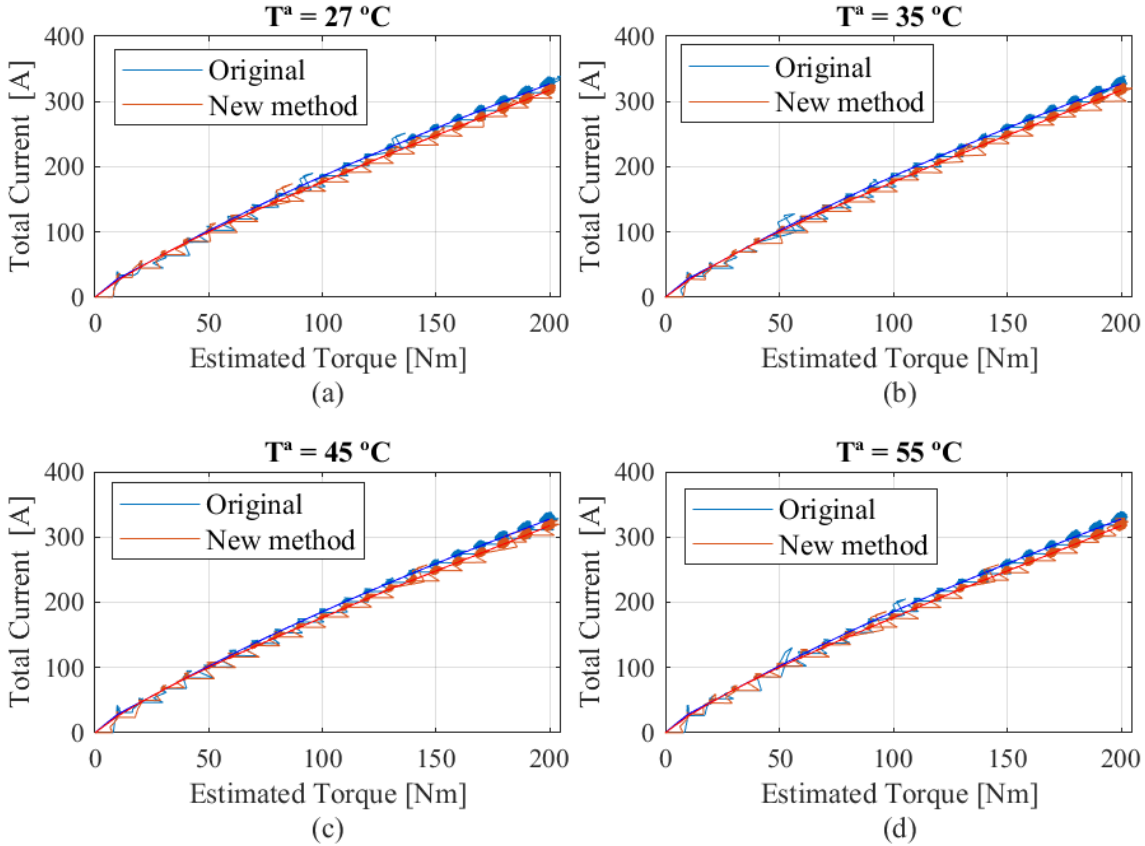 Tª = 27 ºC
Total Current [A]
400
300
200
100
0
Original
New method
0 50 100 150 200
Estimated Torque [Nm]
(a)
Tª = 35 ºC
Total Current [A]
400
300
200
100
0
Original
New method
0 50 100 150 200
Estimated Torque [Nm]
(b)
Tª = 45 ºC
Total Current [A]
400
300
200
100
0
Original
New method
0 50 100 150 200
Estimated Torque [Nm]
(c)
Tª = 55 ºC
Total Current [A]
400
300
200
100
0
Original
New method
0 50 100 150 200
Estimated Torque [Nm]
(d)